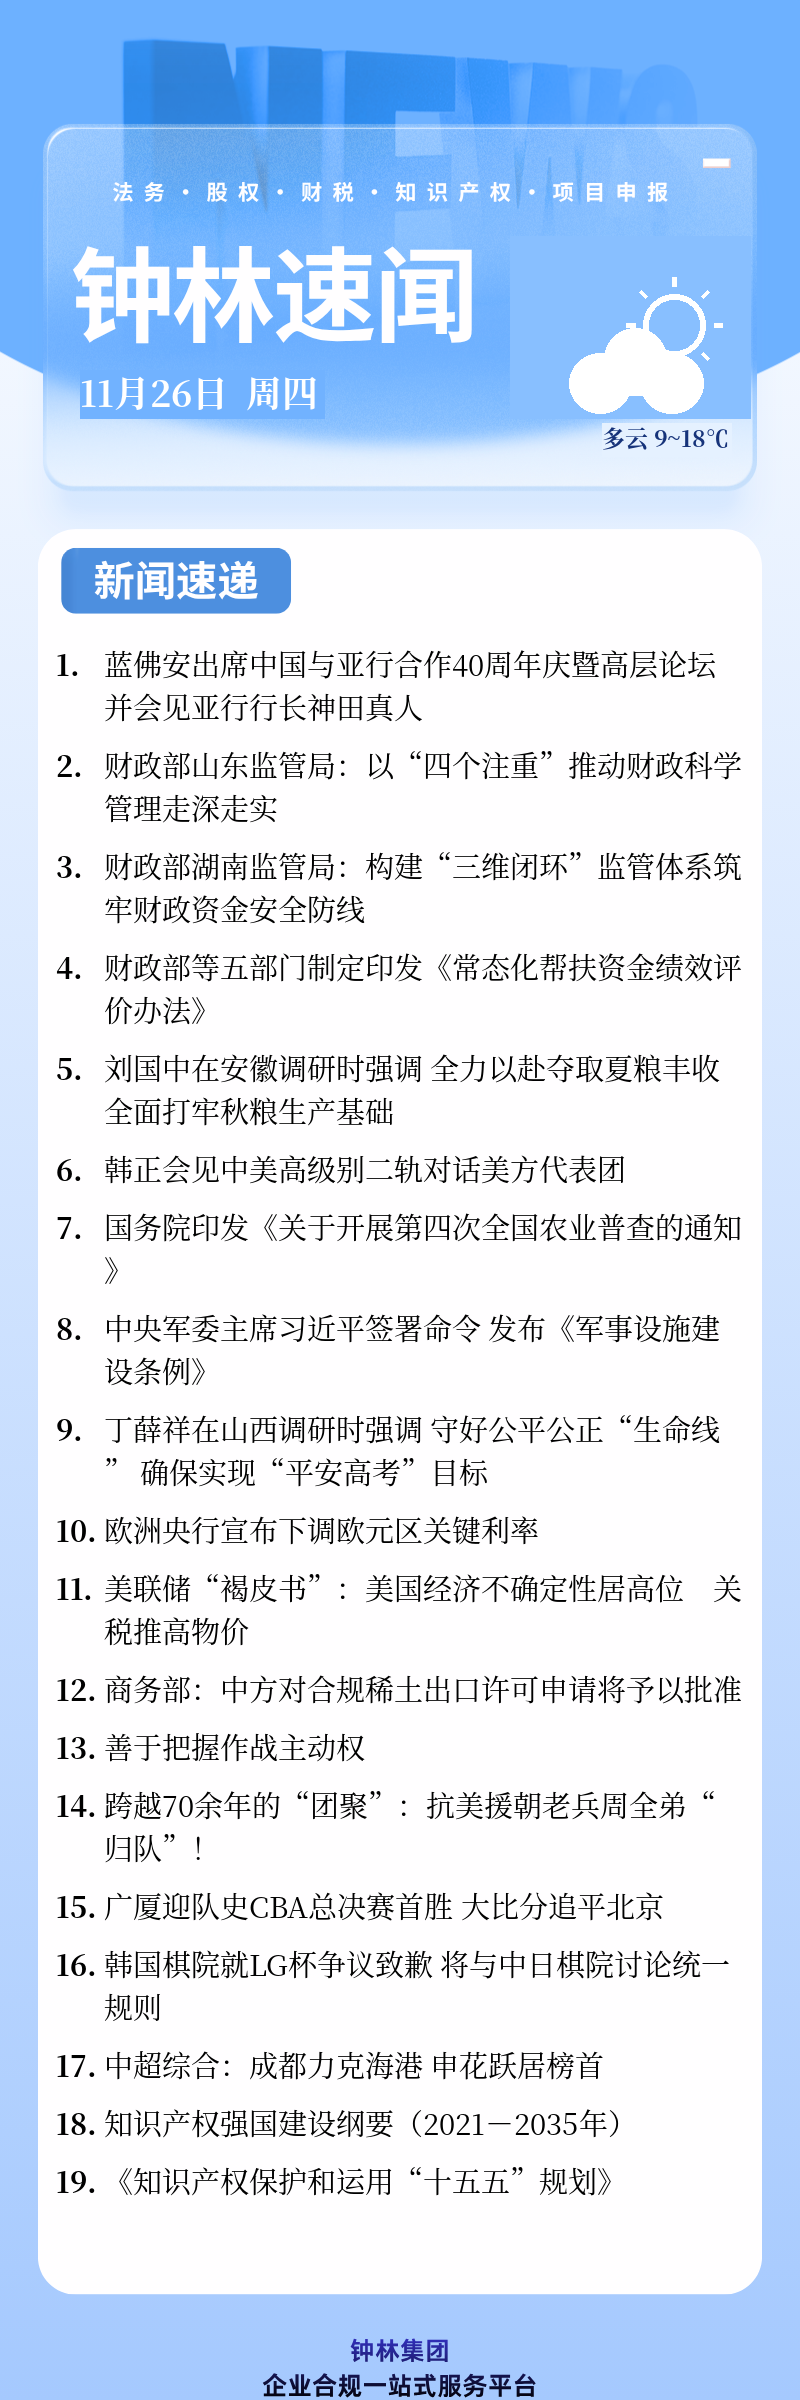 NEWS
法务·股权·财税·知识产权·项目申报
钟林速闻
11月26日 周四
多云 9~18℃
新闻速递
1. 蓝佛安出席中国与亚行合作40周年庆暨高层论坛
并会见亚行行长神田真人
2. 财政部山东监管局：以“四个注重”推动财政科学
管理走深走实
3. 财政部湖南监管局：构建“三维闭环”监管体系筑
牢财政资金安全防线
4. 财政部等五部门制定印发《常态化帮扶资金绩效评
价办法》
5. 刘国中在安徽调研时强调 全力以赴夺取夏粮丰收
全面打牢秋粮生产基础
6. 韩正会见中美高级别二轨对话美方代表团
7. 国务院印发《关于开展第四次全国农业普查的通知
》
8. 中央军委主席习近平签署命令 发布《军事设施建
设条例》
9. 丁薛祥在山西调研时强调 守好公平公正“生命线
” 确保实现“平安高考”目标
10. 欧洲央行宣布下调欧元区关键利率
11. 美联储“褐皮书”：美国经济不确定性居高位　关
税推高物价
12. 商务部：中方对合规稀土出口许可申请将予以批准
13. 善于把握作战主动权
14. 跨越70余年的“团聚”：抗美援朝老兵周全弟“
归队”！
15. 广厦迎队史CBA总决赛首胜 大比分追平北京
16. 韩国棋院就LG杯争议致歉 将与中日棋院讨论统一
规则
17. 中超综合：成都力克海港 申花跃居榜首
18. 知识产权强国建设纲要（2021－2035年）
19. 《知识产权保护和运用“十五五”规划》
钟林集团
企业合规一站式服务平台